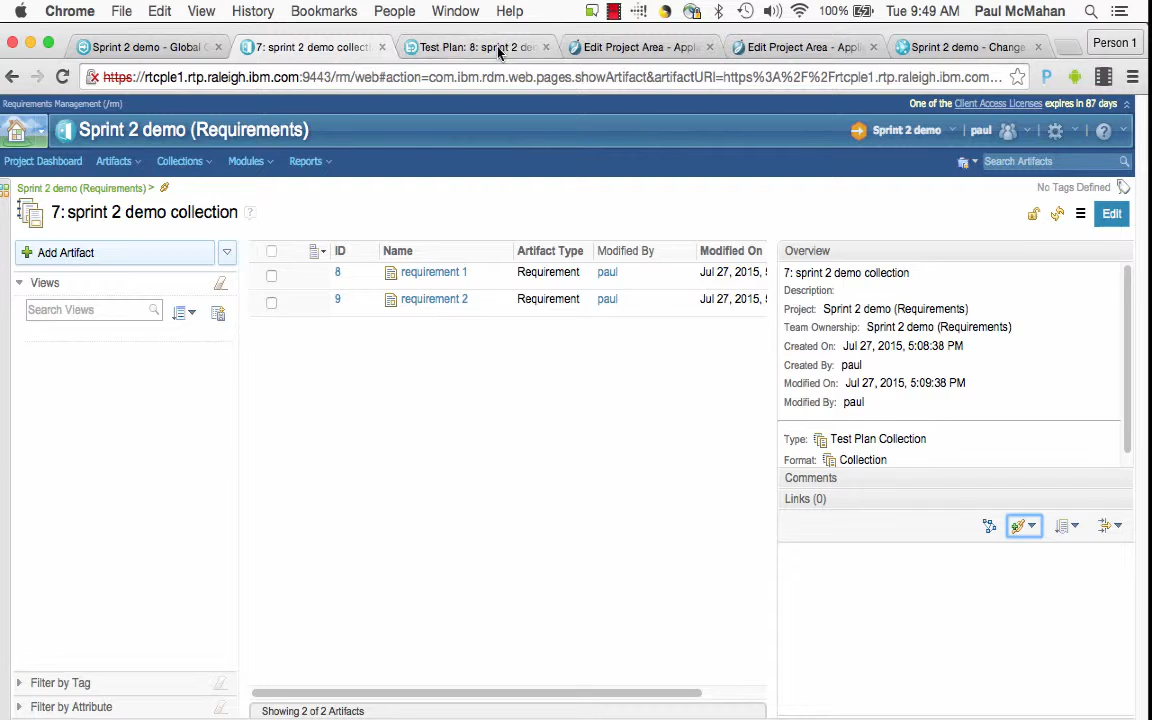 Chrome File Edit View History Bookmarks People Window Help 100% Tue 9:49 AM Paul McMahan
Sprint 2 demo - Global C × 7: sprint 2 demo collecti × Test Plan: 8: sprint 2 de × Edit Project Area - Appli × Edit Project Area - Applic × Sprint 2 demo - Change × Person 1
https://rtcple1.rtp.raleigh.ibm.com:9443/rm/web#action=com.ibm.rdm.web.pages.showArtifact&artifactURI=https%3A%2F%2Frtcple1.rtp.raleigh.ibm.com...
Requirements Management (/rm) One of the Client Access Licenses expires in 87 days
Sprint 2 demo (Requirements) Sprint 2 demo | paul
Project Dashboard Artifacts Collections Modules Reports Search Artifacts
Sprint 2 demo (Requirements) > No Tags Defined
7: sprint 2 demo collection ? Edit
Add Artifact
Views
Search Views
ID Name Artifact Type Modified By Modified On
8 requirement 1 Requirement paul Jul 27, 2015,
9 requirement 2 Requirement paul Jul 27, 2015,
Overview
7: sprint 2 demo collection
Description:
Project: Sprint 2 demo (Requirements)
Team Ownership: Sprint 2 demo (Requirements)
Created On: Jul 27, 2015, 5:08:38 PM
Created By: paul
Modified On: Jul 27, 2015, 5:09:38 PM
Modified By: paul
Type: Test Plan Collection
Format: Collection
Comments
Links (0)
Filter by Tag
Filter by Attribute
Showing 2 of 2 Artifacts